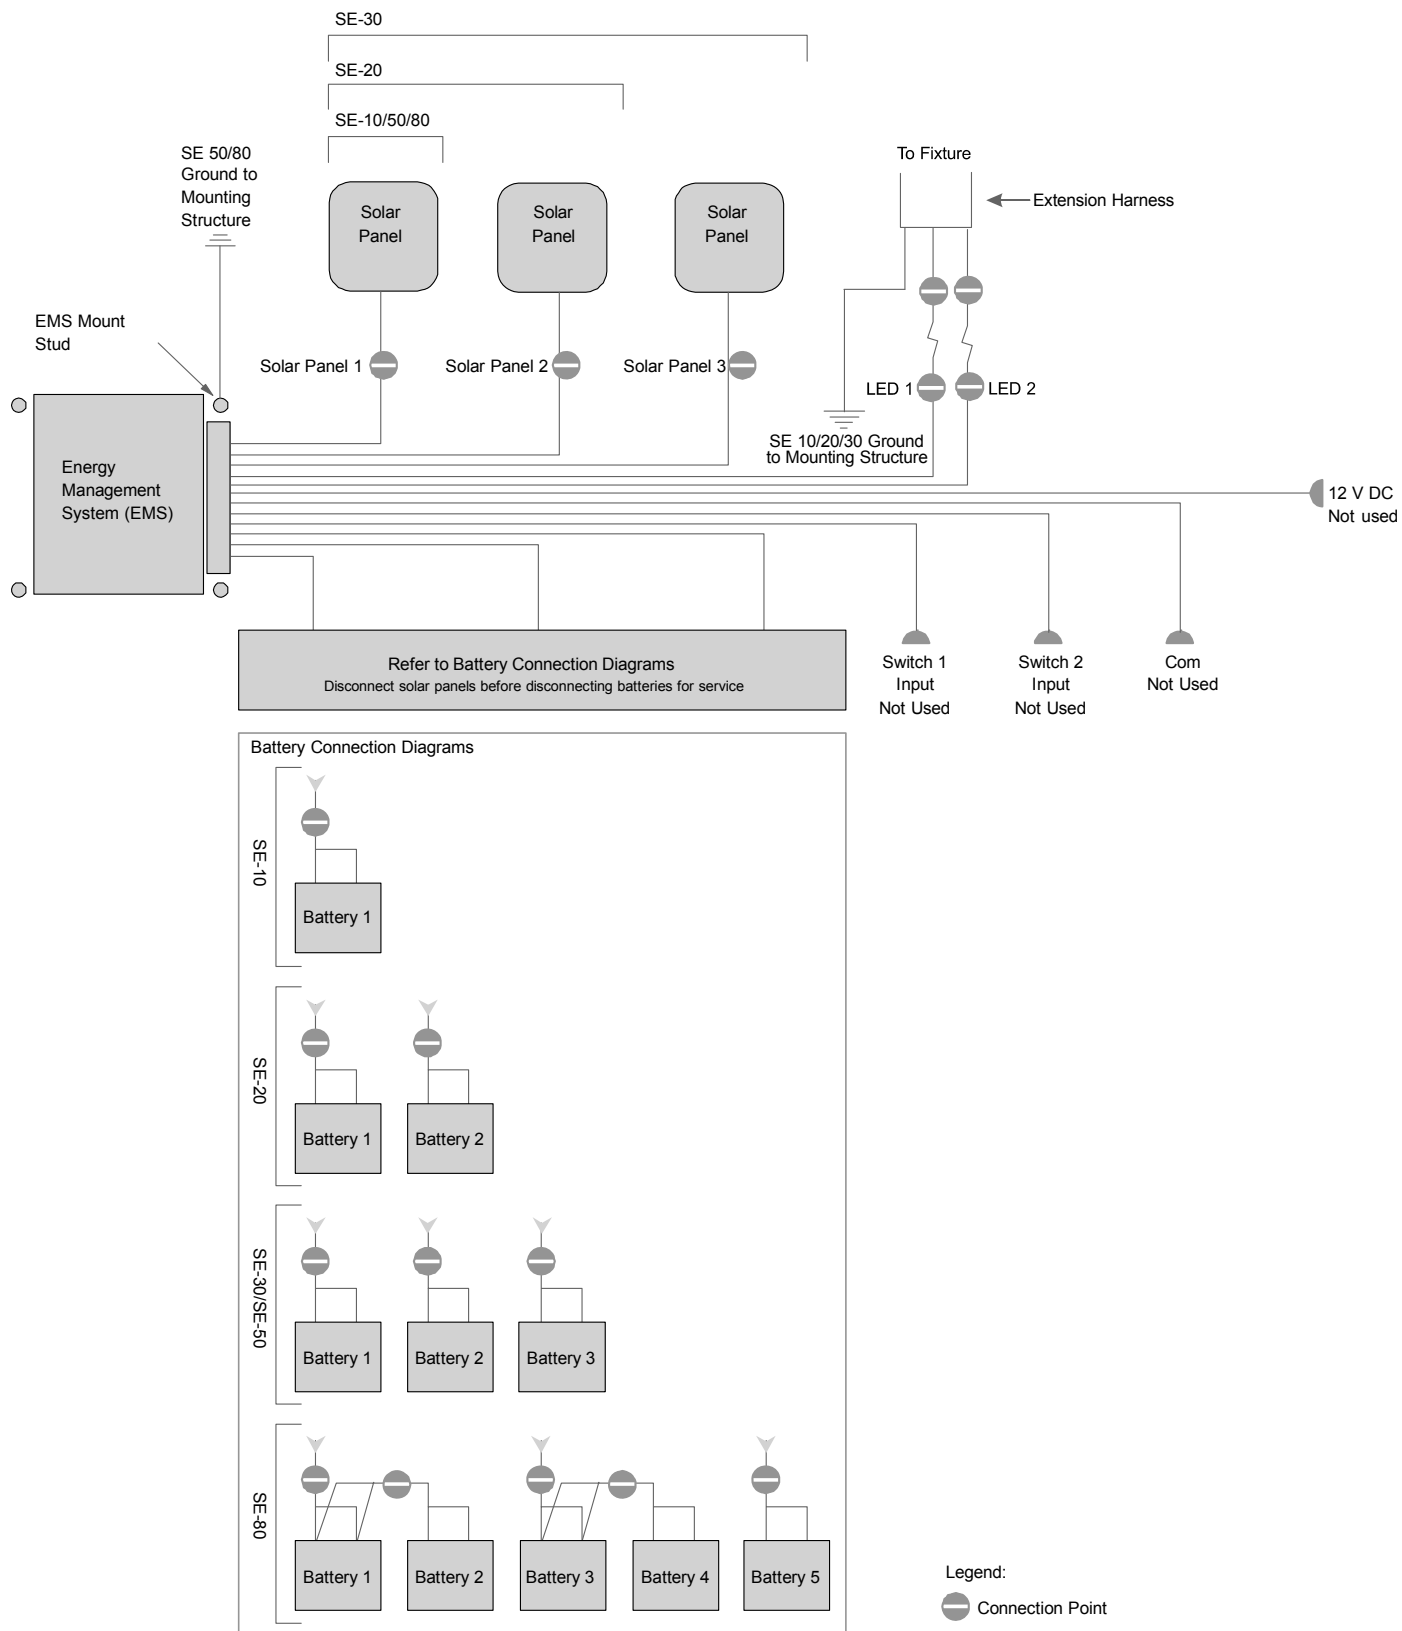 SE-30
SE-20
SE-10/50/80
SE 50/80
Ground to
Mounting
Structure
To Fixture
Extension Harness
Solar
Panel
Solar
Panel
Solar
Panel
EMS Mount
Stud
Solar Panel 1
Solar Panel 2
Solar Panel 3
LED 1
LED 2
SE 10/20/30 Ground
to Mounting Structure
Energy
Management
System (EMS)
12 V DC
Not used
Refer to Battery Connection Diagrams
Disconnect solar panels before disconnecting batteries for service
Switch 1
Input
Not Used
Switch 2
Input
Not Used
Com
Not Used
Battery Connection Diagrams
SE-10
Battery 1
SE-20
Battery 1
Battery 2
SE-30/SE-50
Battery 1
Battery 2
Battery 3
SE-80
Battery 1
Battery 2
Battery 3
Battery 4
Battery 5
Legend:
Connection Point